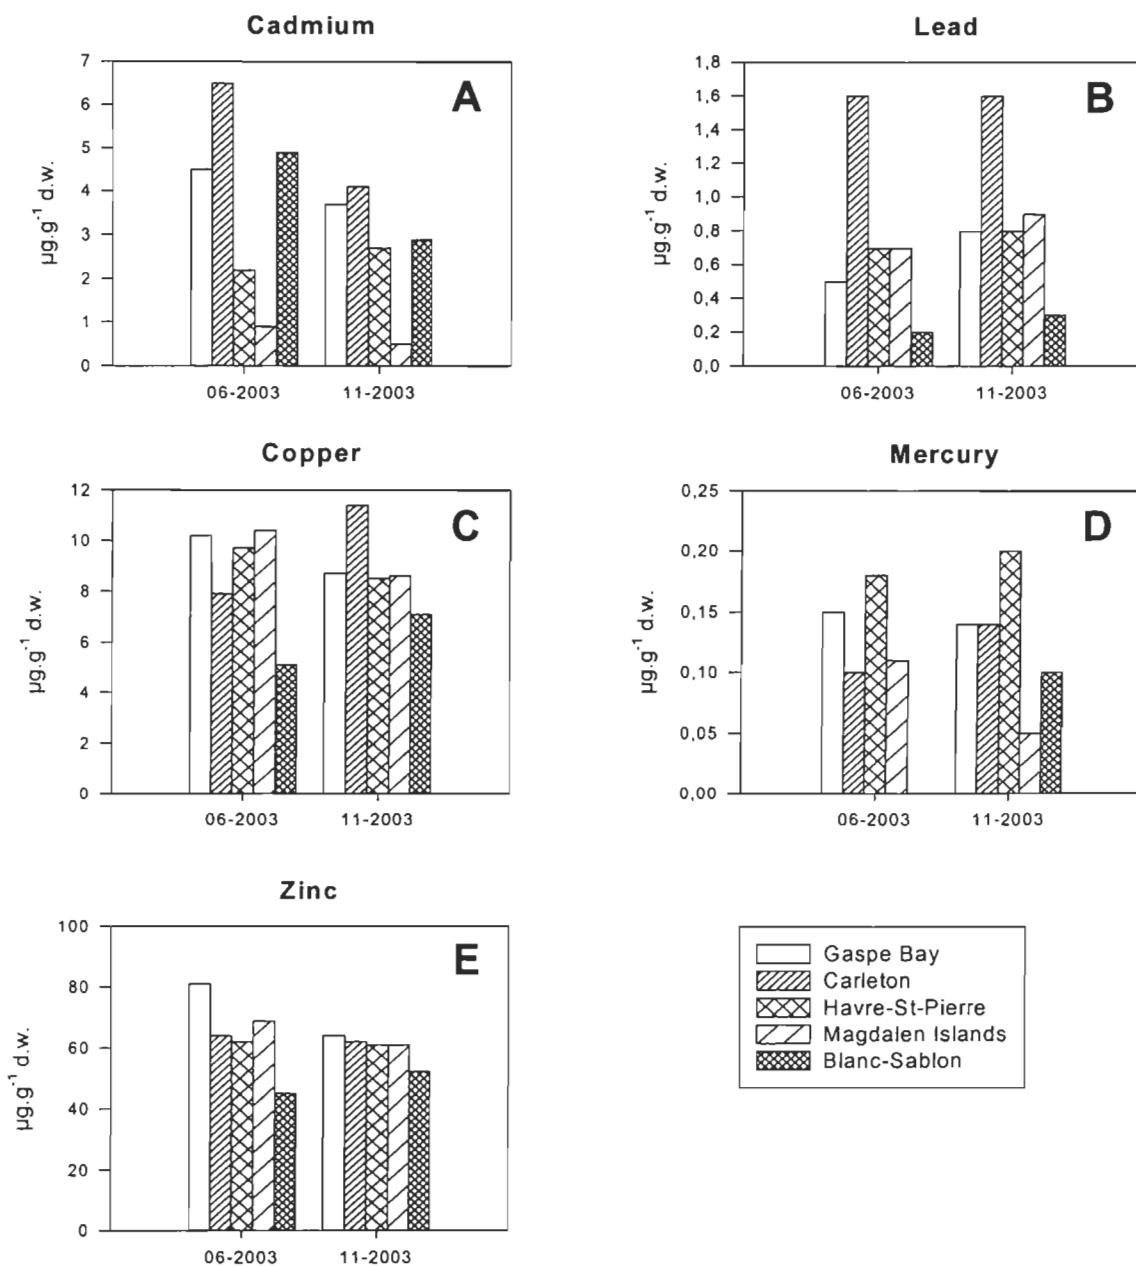 Cadmium
A
µg.g-1 d.w.
7
6
5
4
3
2
1
0
06-2003 11-2003
Lead
B
µg.g-1 d.w.
1,8
1,6
1,4
1,2
1,0
0,8
0,6
0,4
0,2
0,0
06-2003 11-2003
Copper
C
µg.g-1 d.w.
12
10
8
6
4
2
0
06-2003 11-2003
Mercury
D
µg.g-1 d.w.
0,25
0,20
0,15
0,10
0,05
0,00
06-2003 11-2003
Zinc
E
µg.g-1 d.w.
100
80
60
40
20
0
06-2003 11-2003
Gaspe Bay
Carleton
Havre-St-Pierre
Magdalen Islands
Blanc-Sablon